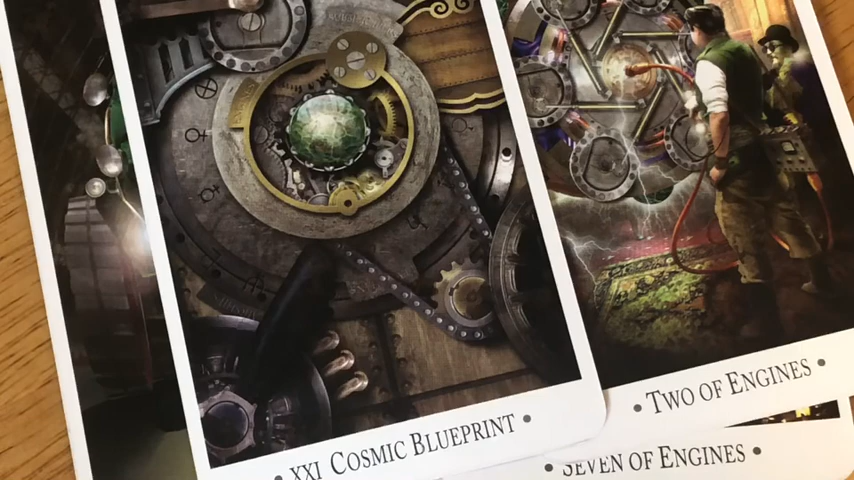 XXI COSMIC BLUEPRINT •
• TWO OF ENGINES •
• SEVEN OF ENGINES •